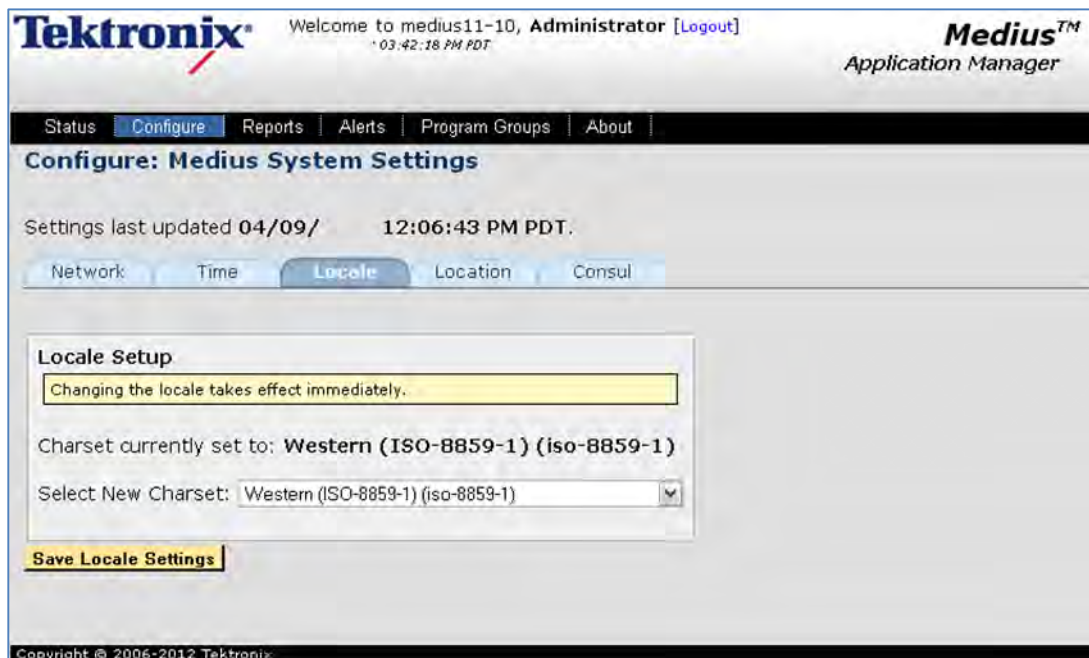 Tektronix
Welcome to medius11-10, Administrator [Logout]
03:42:18 PM PDT
Medius™
Application Manager
Status Configure Reports Alerts Program Groups About
Configure: Medius System Settings
Settings last updated 04/09/ 12:06:43 PM PDT.
Network Time Locale Location Consul
Locale Setup
Changing the locale takes effect immediately.
Charset currently set to: Western (ISO-8859-1) (iso-8859-1)
Select New Charset: Western (ISO-8859-1) (iso-8859-1)
Save Locale Settings
Copyright © 2006-2012 Tektronix